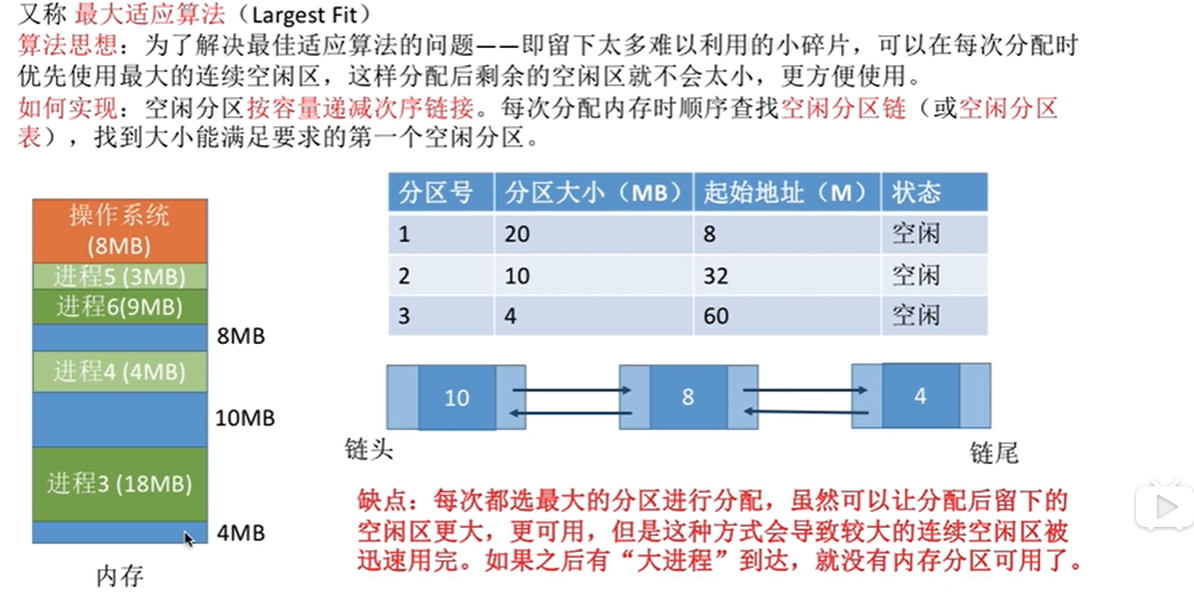 又称 最大适应算法（Largest Fit）
算法思想：为了解决最佳适应算法的问题——即留下太多难以利用的小碎片，可以在每次分配时
优先使用最大的连续空闲区，这样分配后剩余的空闲区就不会太小，更方便使用。
如何实现：空闲分区按容量递减次序链接。每次分配内存时顺序查找空闲分区链（或空闲分区
表），找到大小能满足要求的第一个空闲分区。
操作系统
(8MB)
进程5 (3MB)
进程6(9MB)
8MB
进程4 (4MB)
10MB
进程3 (18MB)
4MB
内存
分区号 分区大小（MB） 起始地址（M） 状态
1 20 8 空闲
2 10 32 空闲
3 4 60 空闲
10 8 4
链头 链尾
缺点：每次都选最大的分区进行分配，虽然可以让分配后留下的
空闲区更大，更可用，但是这种方式会导致较大的连续空闲区被
迅速用完。如果之后有“大进程”到达，就没有内存分区可用了。